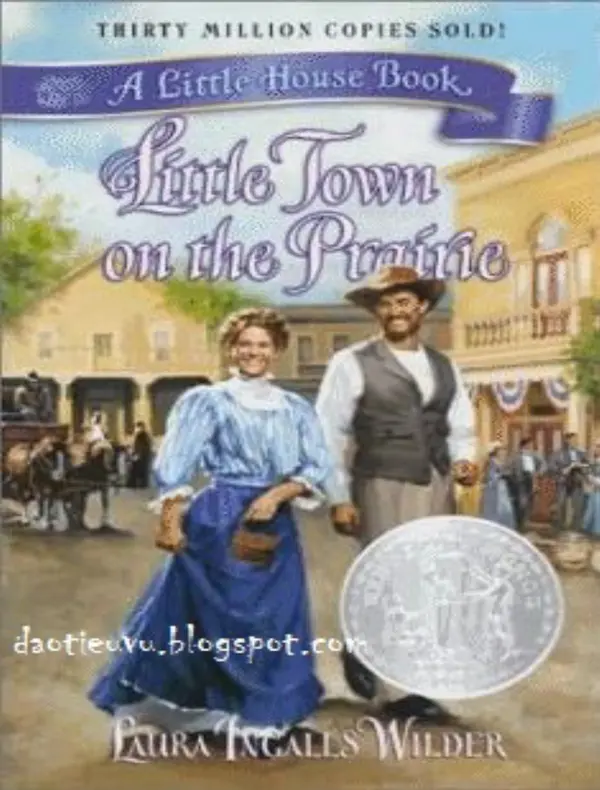 THIRTY MILLION COPIES SOLD!
A Little House Book
Little Town
on the Prairie
daotieuvu.blogspot.com
LAURA INGALLS WILDER